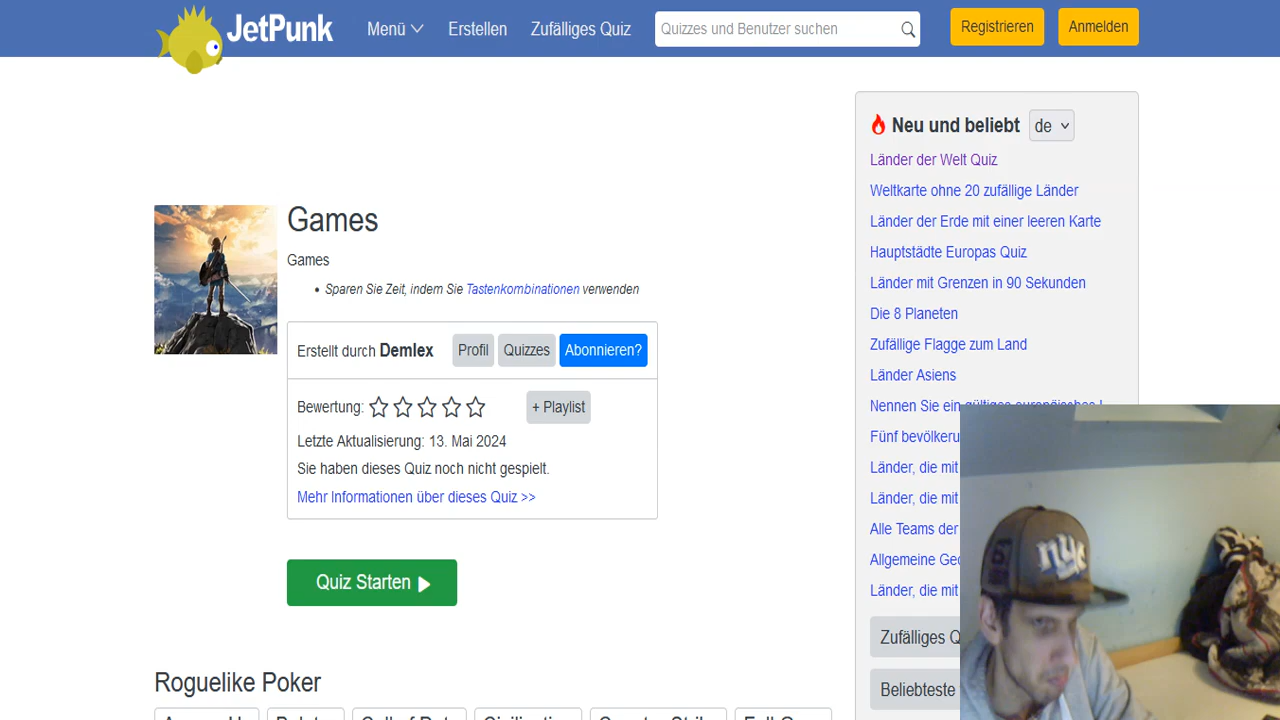 JetPunk
Menü Erstellen Zufälliges Quiz
Quizzes und Benutzer suchen
Registrieren Anmelden
Games
Games
• Sparen Sie Zeit, indem Sie Tastenkombinationen verwenden
Erstellt durch Demlex Profil Quizzes Abonnieren?
Bewertung: + Playlist
Letzte Aktualisierung: 13. Mai 2024
Sie haben dieses Quiz noch nicht gespielt.
Mehr Informationen über dieses Quiz >>
Quiz Starten
Roguelike Poker
Neu und beliebt de
Länder der Welt Quiz
Weltkarte ohne 20 zufällige Länder
Länder der Erde mit einer leeren Karte
Hauptstädte Europas Quiz
Länder mit Grenzen in 90 Sekunden
Die 8 Planeten
Zufällige Flagge zum Land
Länder Asiens
Nennen Sie ein
Fünf
Länder, die mit
Länder, die mit
Alle Teams der
Allgemeine
Länder, die mit
Zufälliges
Beliebteste
nyc